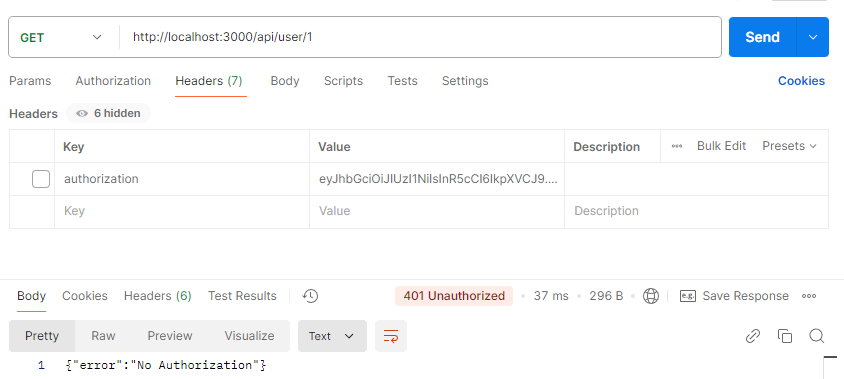 GET http://localhost:3000/api/user/1 Send
Params Authorization Headers (7) Body Scripts Tests Settings Cookies
Headers 6 hidden
Key Value Description Bulk Edit Presets
authorization eyJhbGciOiJIUzI1NiIsInR5cCI6IkpXVCJ9....
Key Value Description
Body Cookies Headers (6) Test Results 401 Unauthorized 37 ms 296 B e.g. Save Response
Pretty Raw Preview Visualize Text
1 {"error":"No Authorization"}